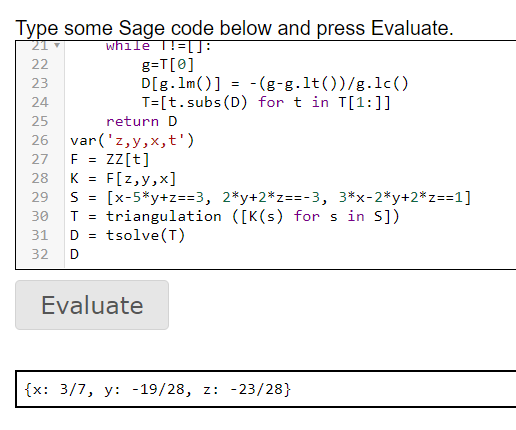 Type some Sage code below and press Evaluate.
21 while T!=[]:
22 g=T[0]
23 D[g.lm()] = -(g-g.lt())/g.lc()
24 T=[t.subs(D) for t in T[1:]]
25 return D
26 var('z,y,x,t')
27 F = ZZ[t]
28 K = F[z,y,x]
29 S = [x-5*y+z==3, 2*y+2*z==-3, 3*x-2*y+2*z==1]
30 T = triangulation ([K(s) for s in S])
31 D = tsolve(T)
32 D
Evaluate
{x: 3/7, y: -19/28, z: -23/28}